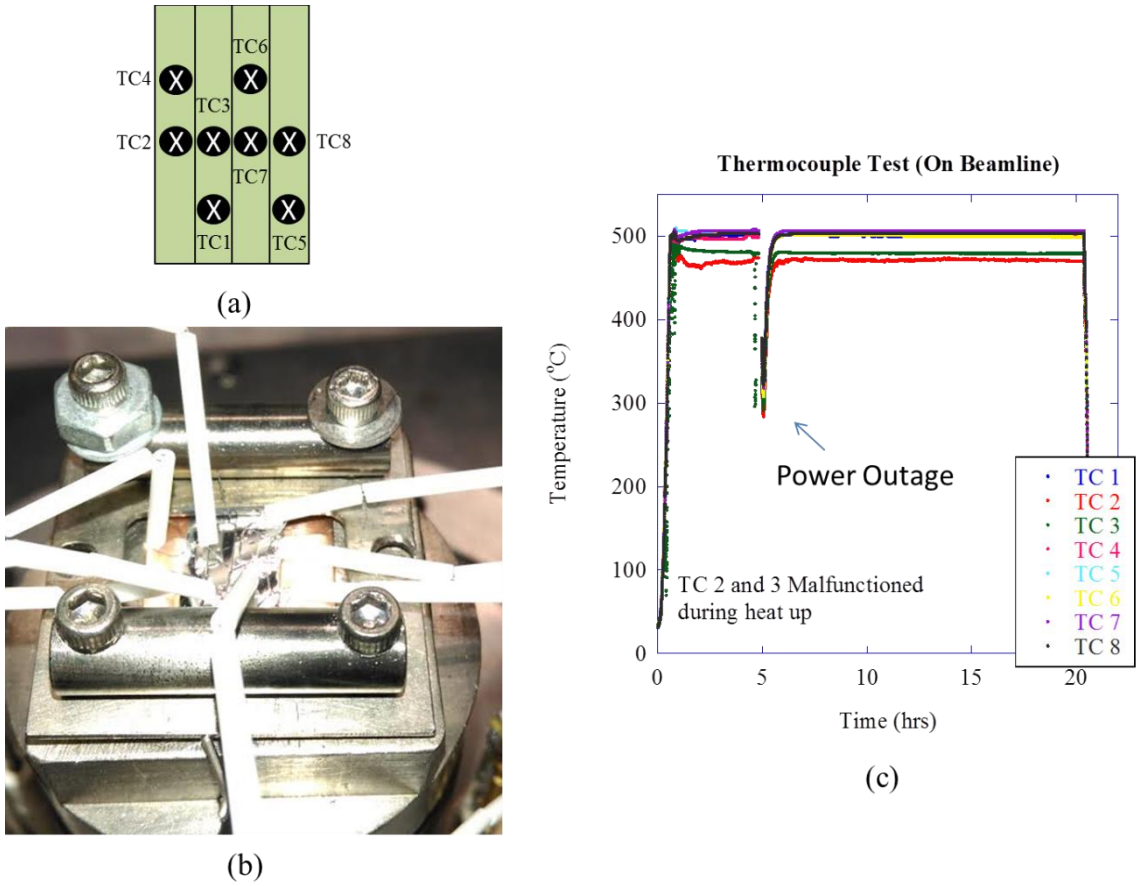 TC6
TC4
TC3
TC2
TC8
TC7
TC1
TC5
(a)
(b)
Thermocouple Test (On Beamline)
Temperature (°C)
500
400
300
200
100
0
Power Outage
TC 2 and 3 Malfunctioned
during heat up
TC 1
TC 2
TC 3
TC 4
TC 5
TC 6
TC 7
TC 8
0 5 10 15 20
Time (hrs)
(c)